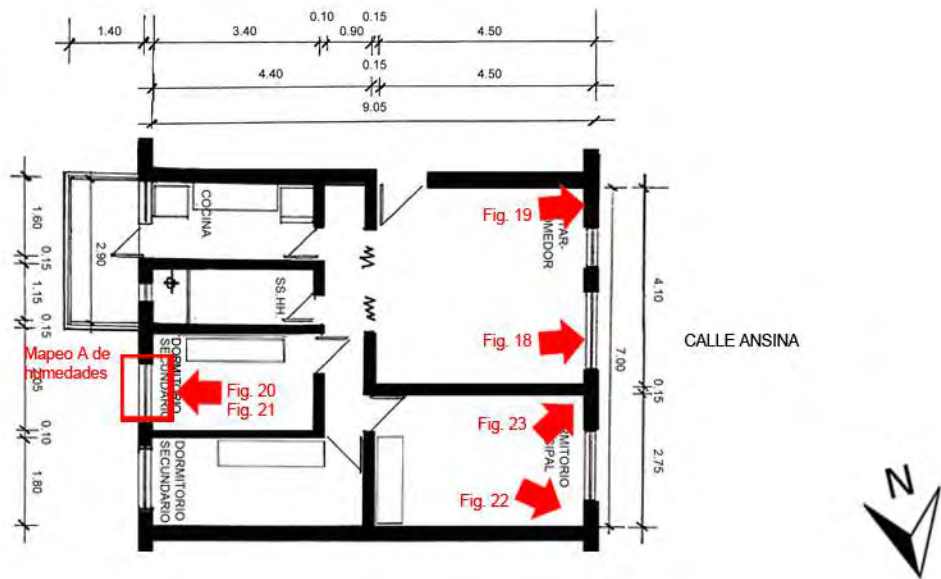 0.10 0.15
1.40
3.40
0.90
4.50
0.15
4.40
4.50
9.05
1.60
0.15
1.15
0.15
2.05
0.10
1.80
2.90
COCINA
SS.HH.
DORMITORIO
SECUNDARIO
DORMITORIO
SECUNDARIO
Fig. 19
COMEDOR
Fig. 18
Mapeo A de
humedades
Fig. 20
Fig. 21
Fig. 23
Fig. 22
4.10
7.00
0.15
2.75
CALLE ANSINA
N